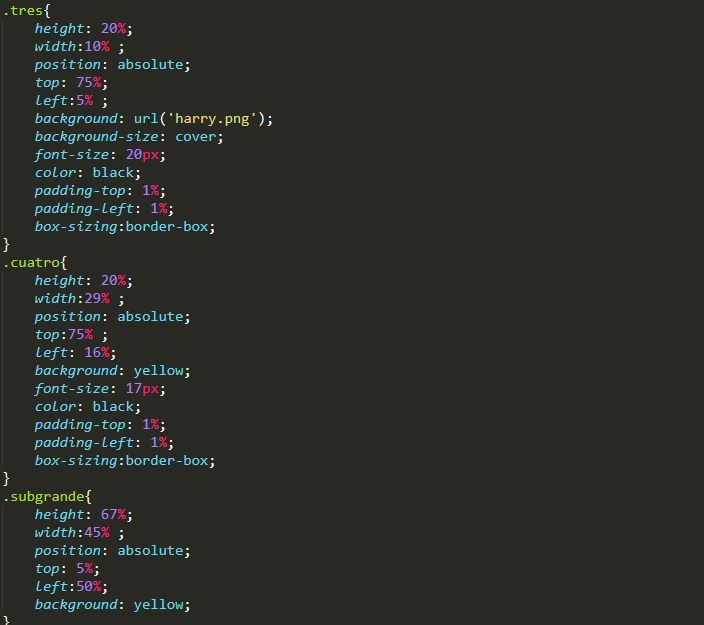 .tres{
    height: 20%;
    width:10% ;
    position: absolute;
    top: 75%;
    left:5% ;
    background: url('harry.png');
    background-size: cover;
    font-size: 20px;
    color: black;
    padding-top: 1%;
    padding-left: 1%;
    box-sizing:border-box;
}
.cuatro{
    height: 20%;
    width:29% ;
    position: absolute;
    top:75% ;
    left: 16%;
    background: yellow;
    font-size: 17px;
    color: black;
    padding-top: 1%;
    padding-left: 1%;
    box-sizing:border-box;
}
.subgrande{
    height: 67%;
    width:45% ;
    position: absolute;
    top: 5%;
    left:50%;
    background: yellow;
}